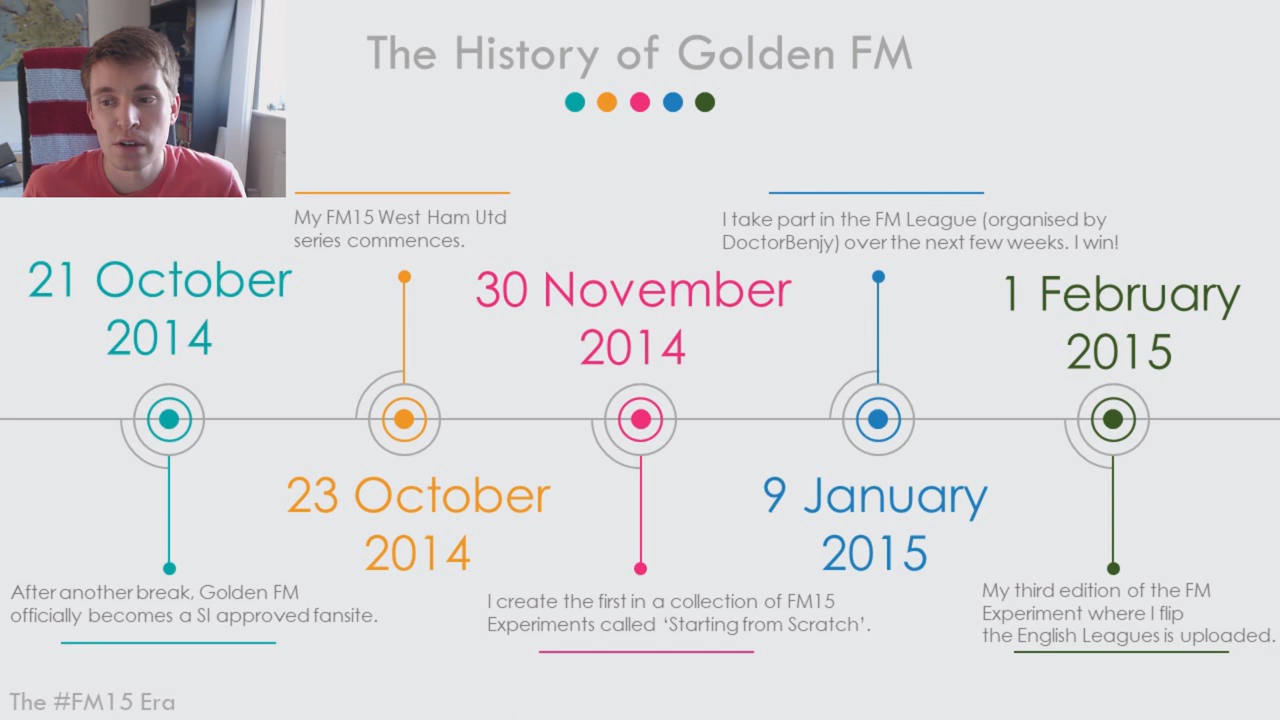 The History of Golden FM
My FM15 West Ham Utd
series commences.
I take part in the FM League (organised by
DoctorBenjy) over the next few weeks. I win!
21 October
2014
30 November
2014
1 February
2015
23 October
2014
9 January
2015
After another break, Golden FM
officially becomes a SI approved fansite.
I create the first in a collection of FM15
Experiments called ‘Starting from Scratch’.
My third edition of the FM
Experiment where I flip
the English Leagues is uploaded.
The #FM15 Era